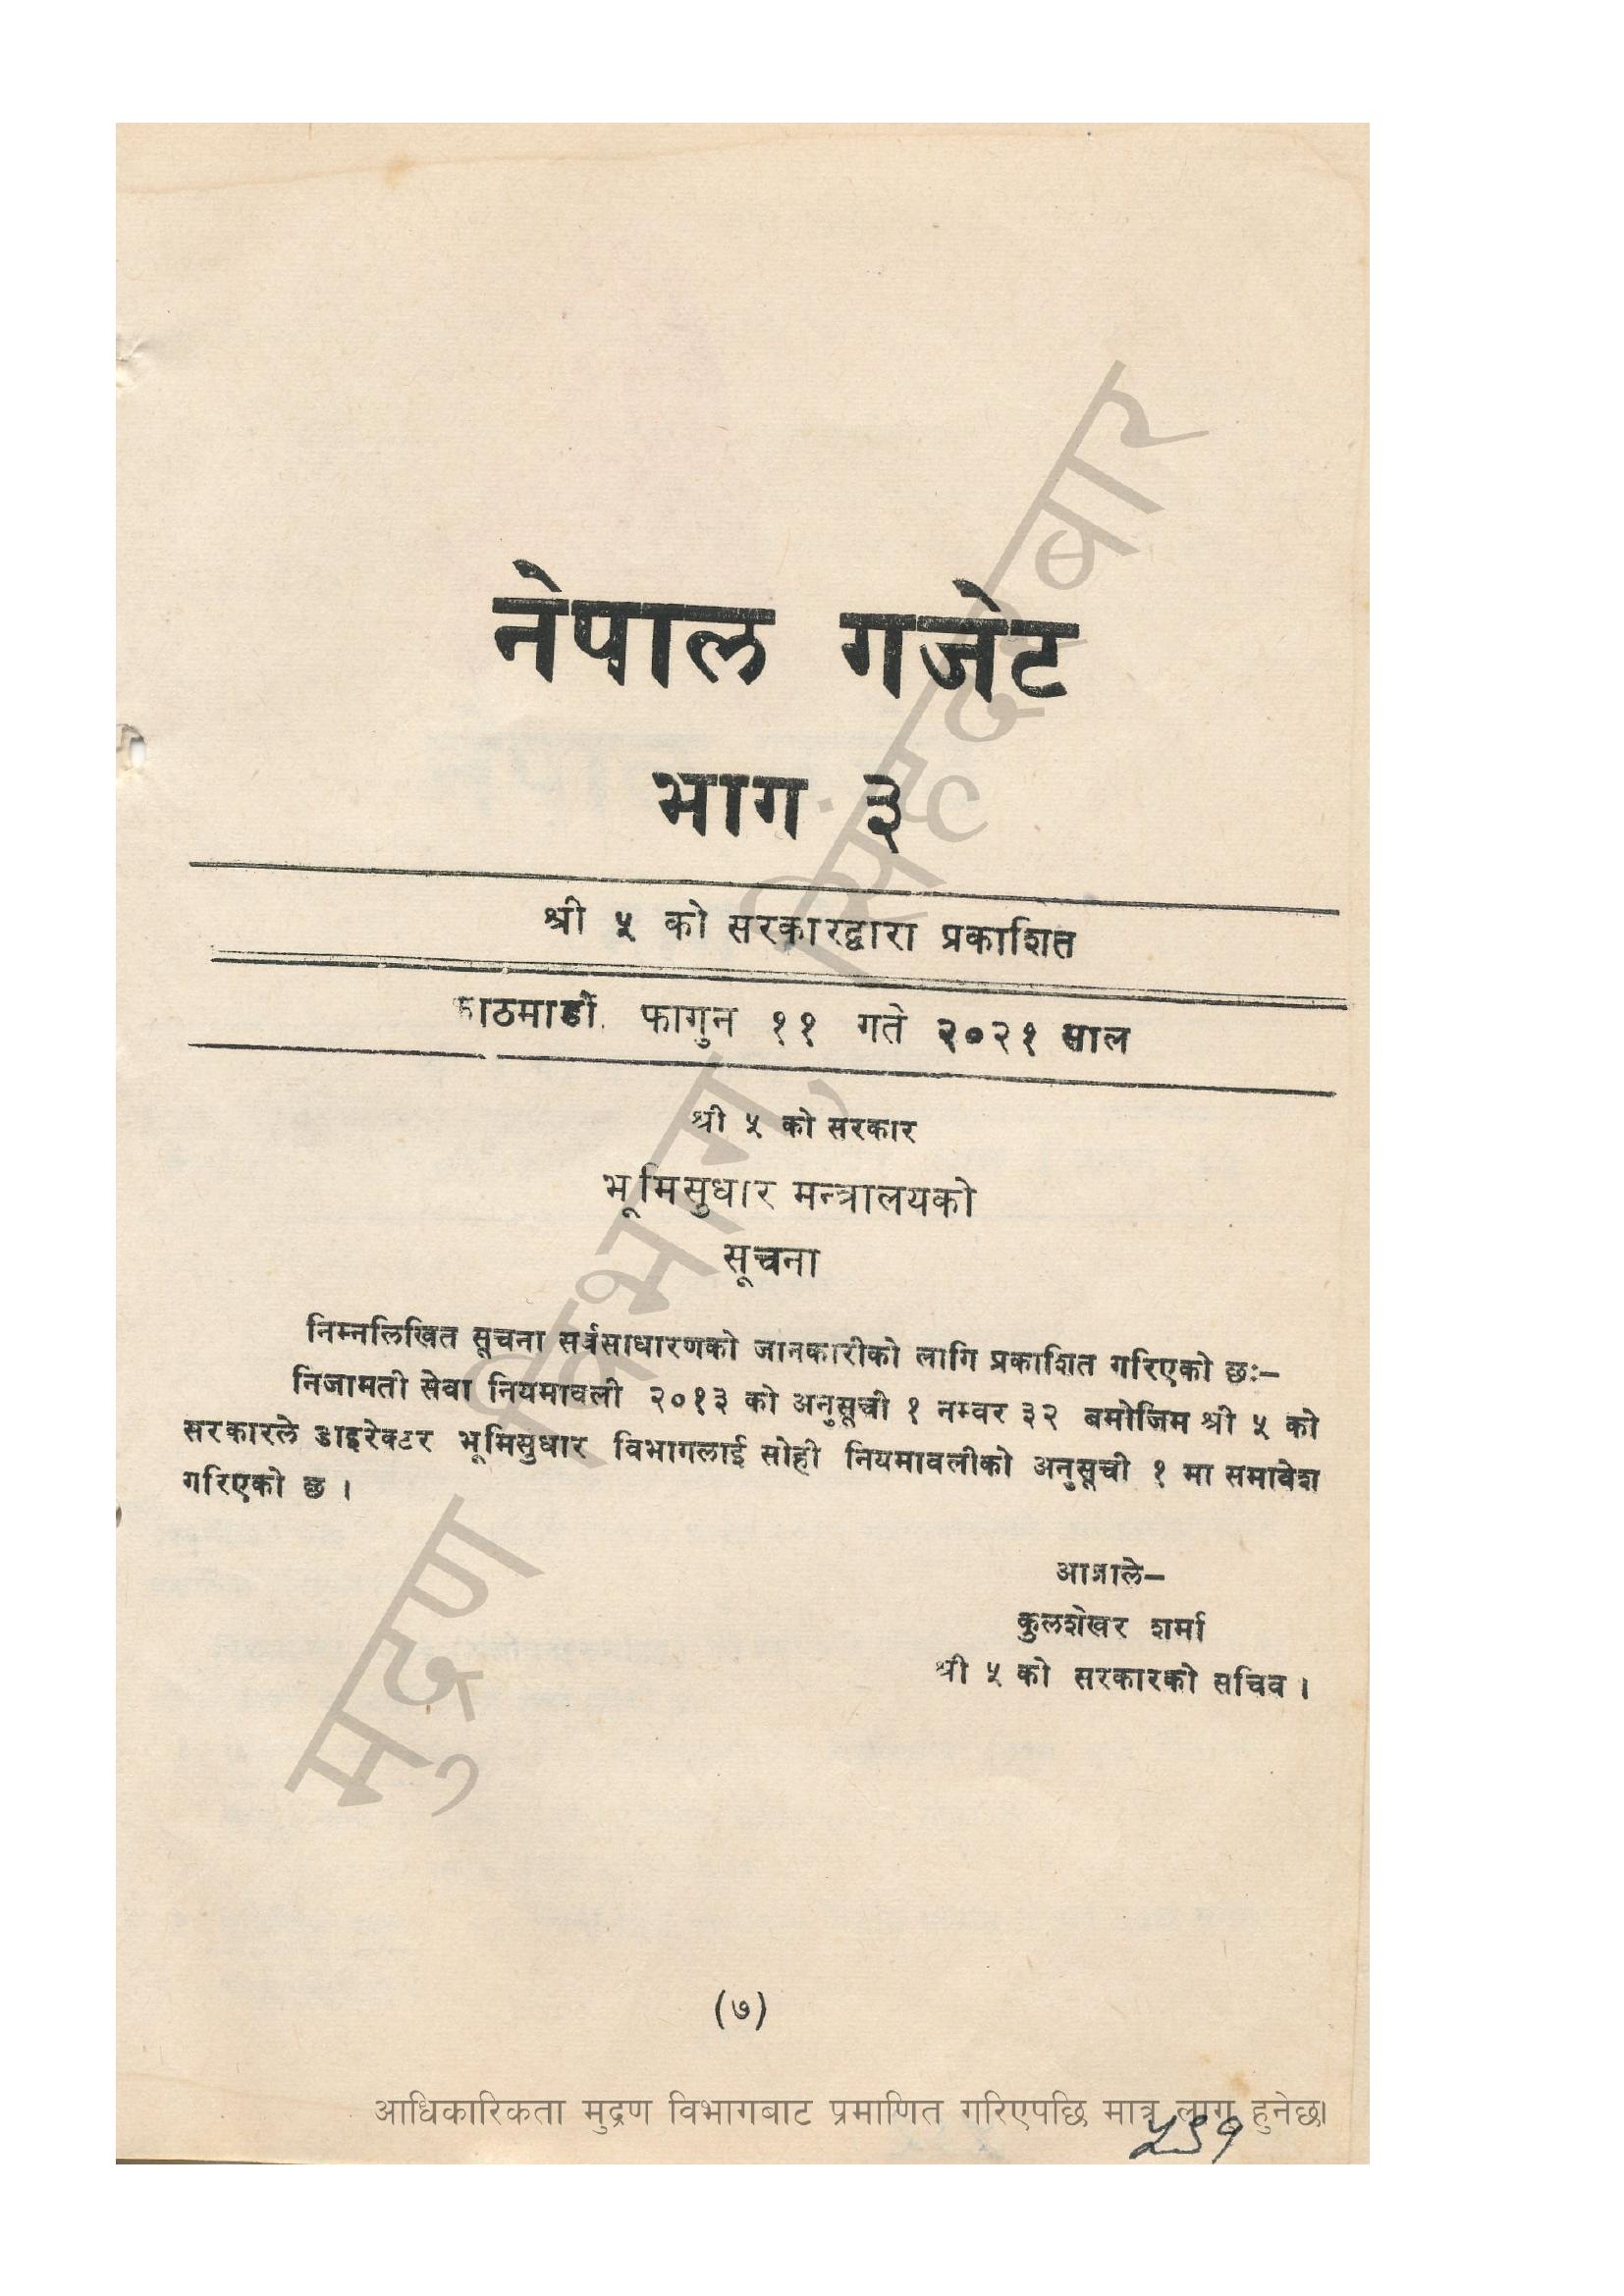 नेपाल गजेट
भाग ३
श्री ५ को सरकारद्वारा प्रकाशित
काठमाडौं फागुन ११ गते २०२१ साल
श्री ५ को सरकार
भूमिसुधार मन्त्रालयको
सूचना
निम्नलिखित सूचना सर्वसाधारणको जानकारीको लागि प्रकाशित गरिएको छः–
निजामती सेवा नियमावली २०१३ को अनुसूची १ नम्वर ३२ बमोजिम श्री ५ को
सरकारले डाइरेक्टर भूमिसुधार विभागलाई सोही नियमावलीको अनुसूची १ मा समावेश
गरिएको छ ।
आज्ञाले–
कुलशेखर शर्मा
श्री ५ को सरकारको सचिव ।
(७)
आधिकारिकता मुद्रण विभागबाट प्रमाणित गरिएपछि मात्र लागु हुनेछ।
मुद्रण विभाग, सिंहदरबार